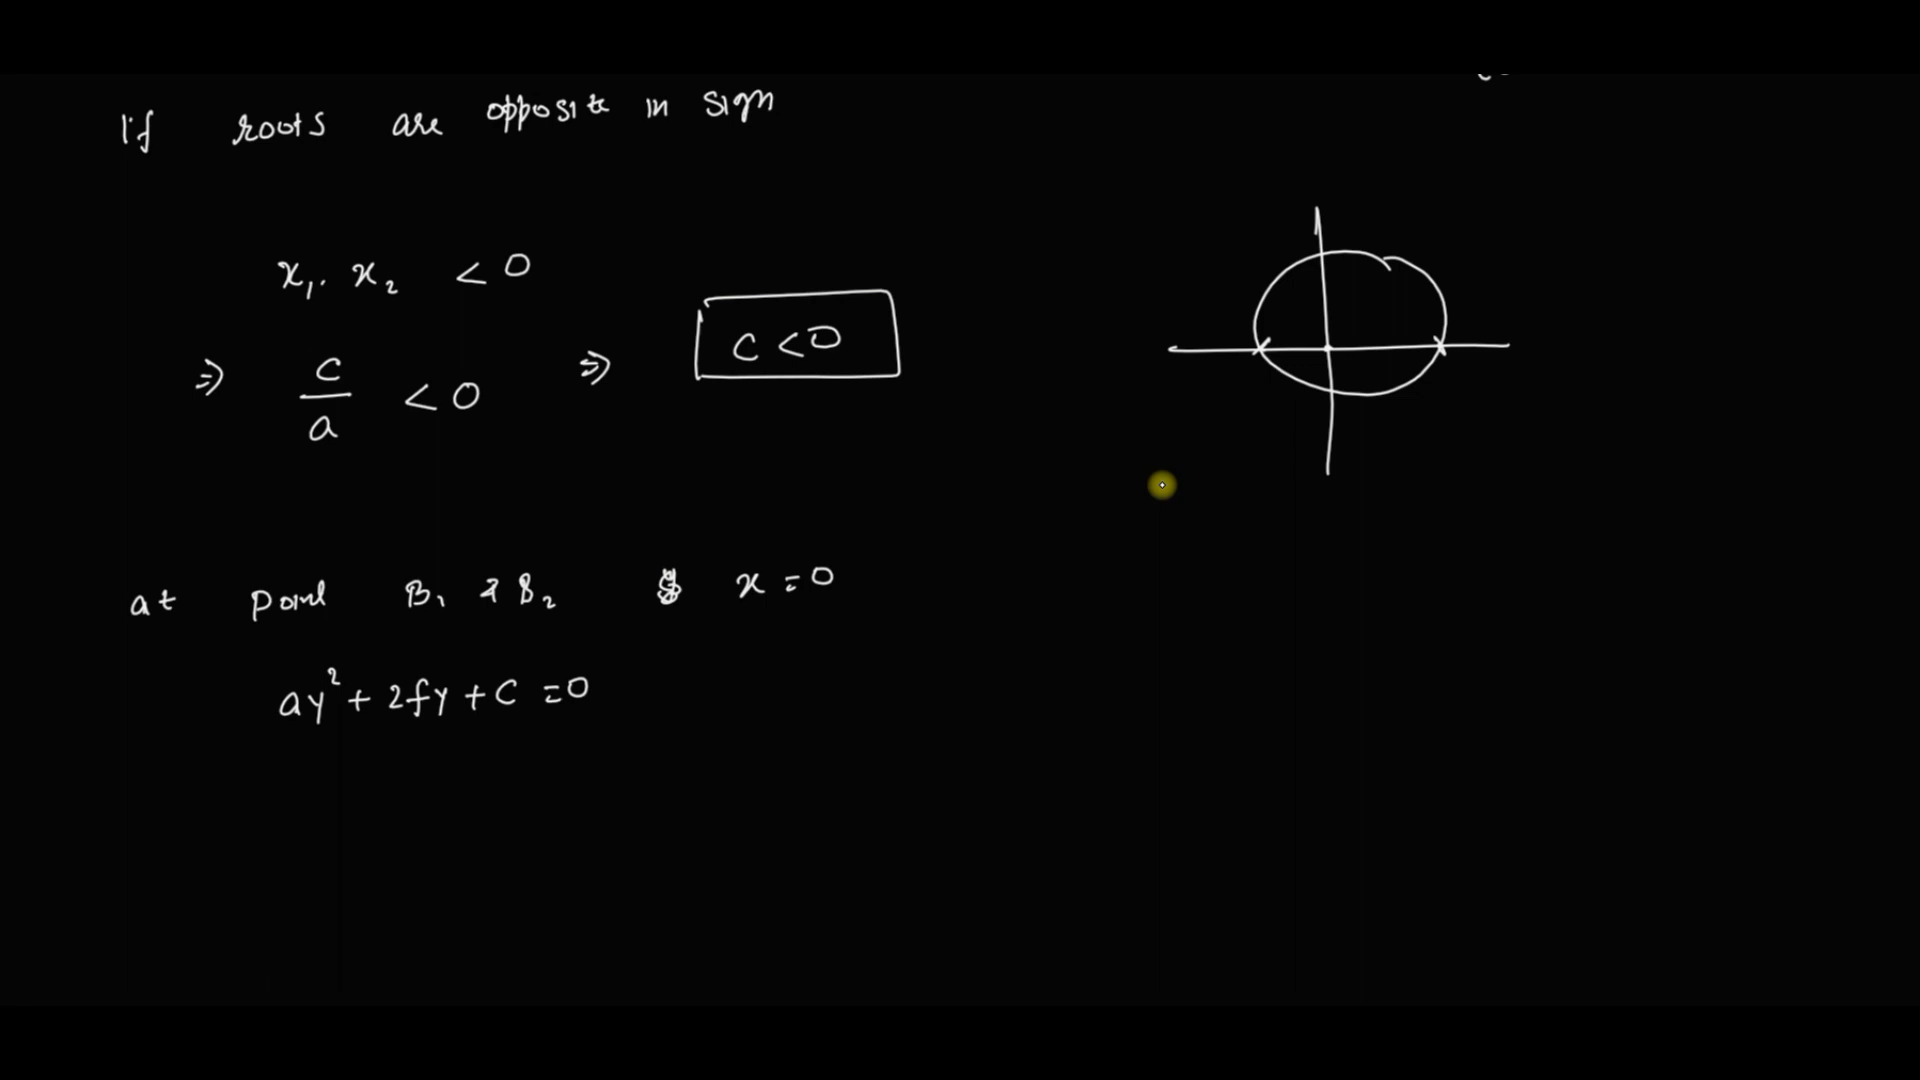 If roots are opposite in sign
x₁. x₂ < 0
⇒ c/a < 0 ⇒ C < 0
at point B₁ & B₂ x = 0
ay² + 2fy + C = 0